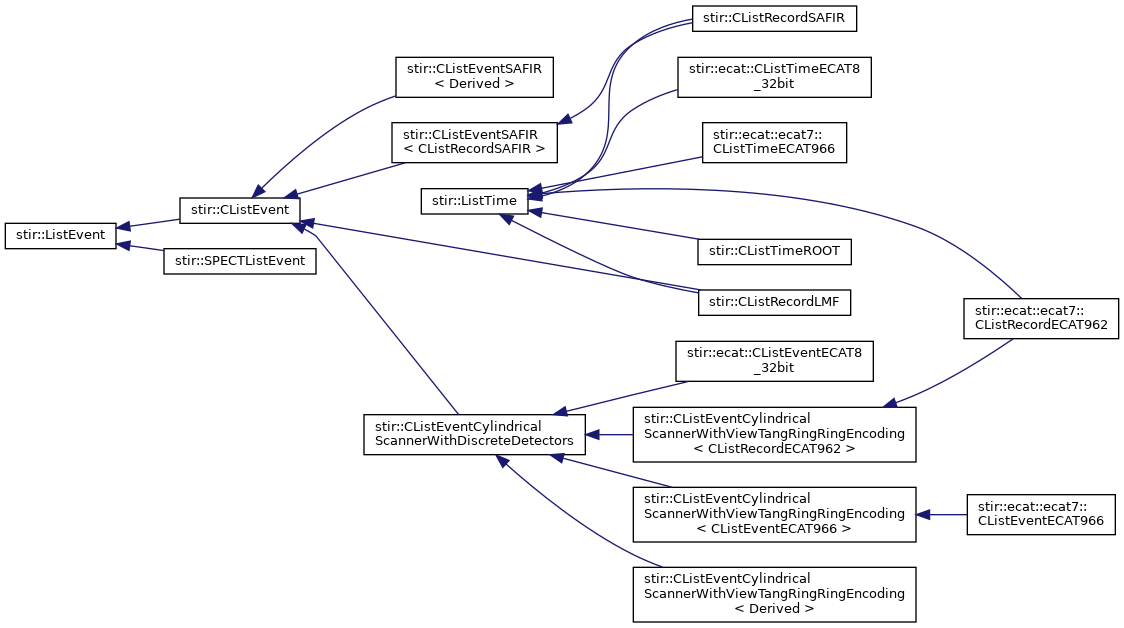 stir::CListRecordSAFIR
stir::CListEventSAFIR
< Derived >
stir::ecat::CListTimeECAT8
_32bit
stir::CListEventSAFIR
< CListRecordSAFIR >
stir::ecat::ecat7::
CListTimeECAT966
stir::ListTime
stir::CListEvent
stir::ListEvent
stir::SPECTListEvent
stir::CListTimeROOT
stir::CListRecordLMF
stir::ecat::ecat7::
CListRecordECAT962
stir::ecat::CListEventECAT8
_32bit
stir::CListEventCylindrical
ScannerWithDiscreteDetectors
stir::CListEventCylindrical
ScannerWithViewTangRingRingEncoding
< CListRecordECAT962 >
stir::CListEventCylindrical
ScannerWithViewTangRingRingEncoding
< CListEventECAT966 >
stir::ecat::ecat7::
CListEventECAT966
stir::CListEventCylindrical
ScannerWithViewTangRingRingEncoding
< Derived >